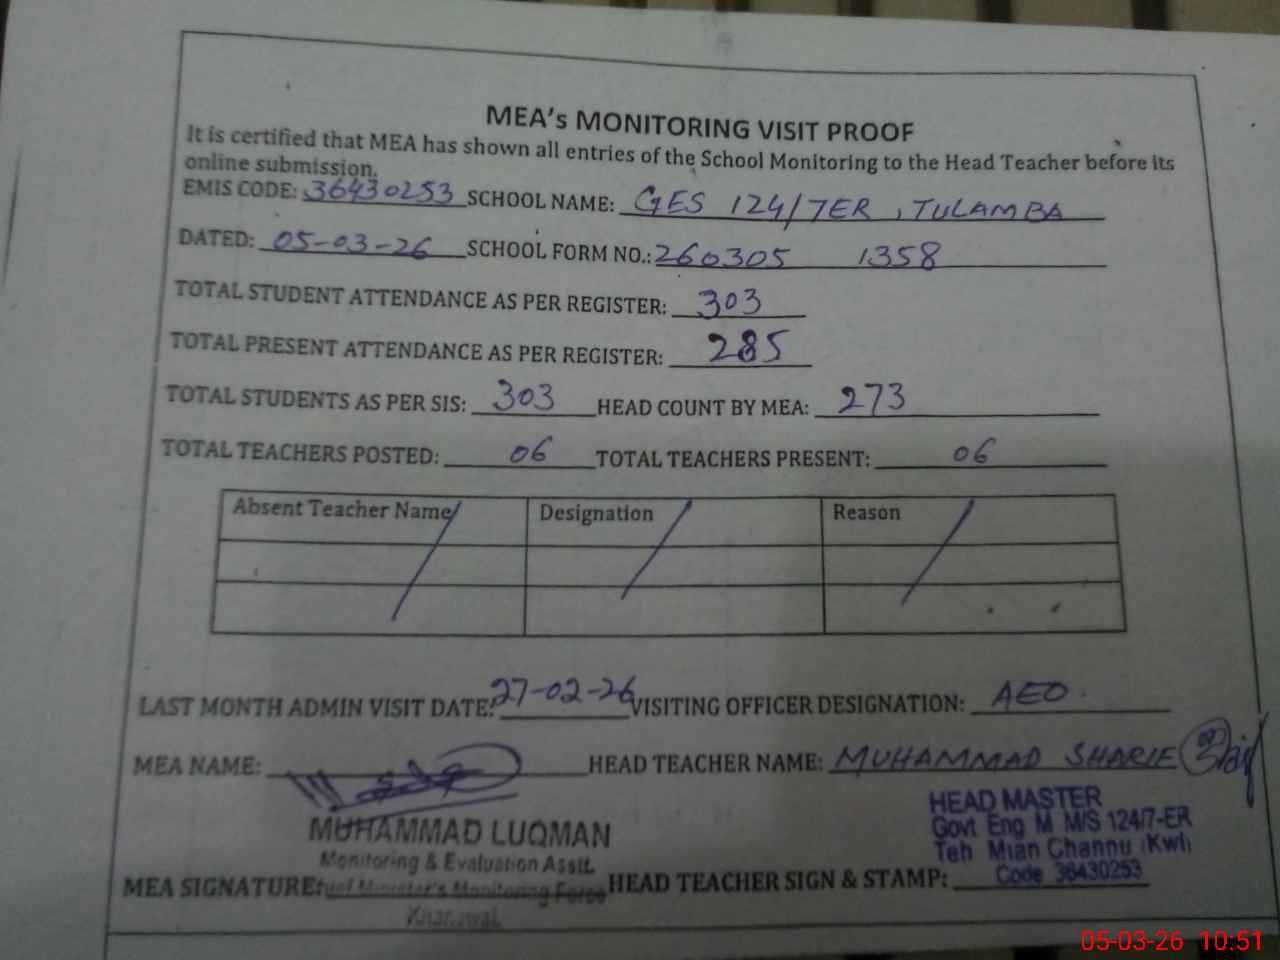 MEA's MONITORING VISIT PROOF
It is certified that MEA has shown all entries of the School Monitoring to the Head Teacher before its
online submission.
EMIS CODE: 36430253 SCHOOL NAME: GES 124/7ER, TULAMBA
DATED: 05-03-26 SCHOOL FORM NO.: 260305 1358
TOTAL STUDENT ATTENDANCE AS PER REGISTER: 303
TOTAL PRESENT ATTENDANCE AS PER REGISTER: 285
TOTAL STUDENTS AS PER SIS: 303 HEAD COUNT BY MEA: 273
TOTAL TEACHERS POSTED: 06 TOTAL TEACHERS PRESENT: 06
Absent Teacher Name Designation Reason
LAST MONTH ADMIN VISIT DATE: 27-02-26 VISITING OFFICER DESIGNATION: AEO.
MEA NAME: HEAD TEACHER NAME: MUHAMMAD SHARIF
MUHAMMAD LUQMAN
Monitoring & Evaluation Asstt.
MEA SIGNATURE: Chief Minister's Monitoring Force
Khanewal.
HEAD MASTER
Govt Eng M M/S 124/7-ER
Teh Mian Channu (Kwl)
HEAD TEACHER SIGN & STAMP: Code 36430253
05-03-26 10:51